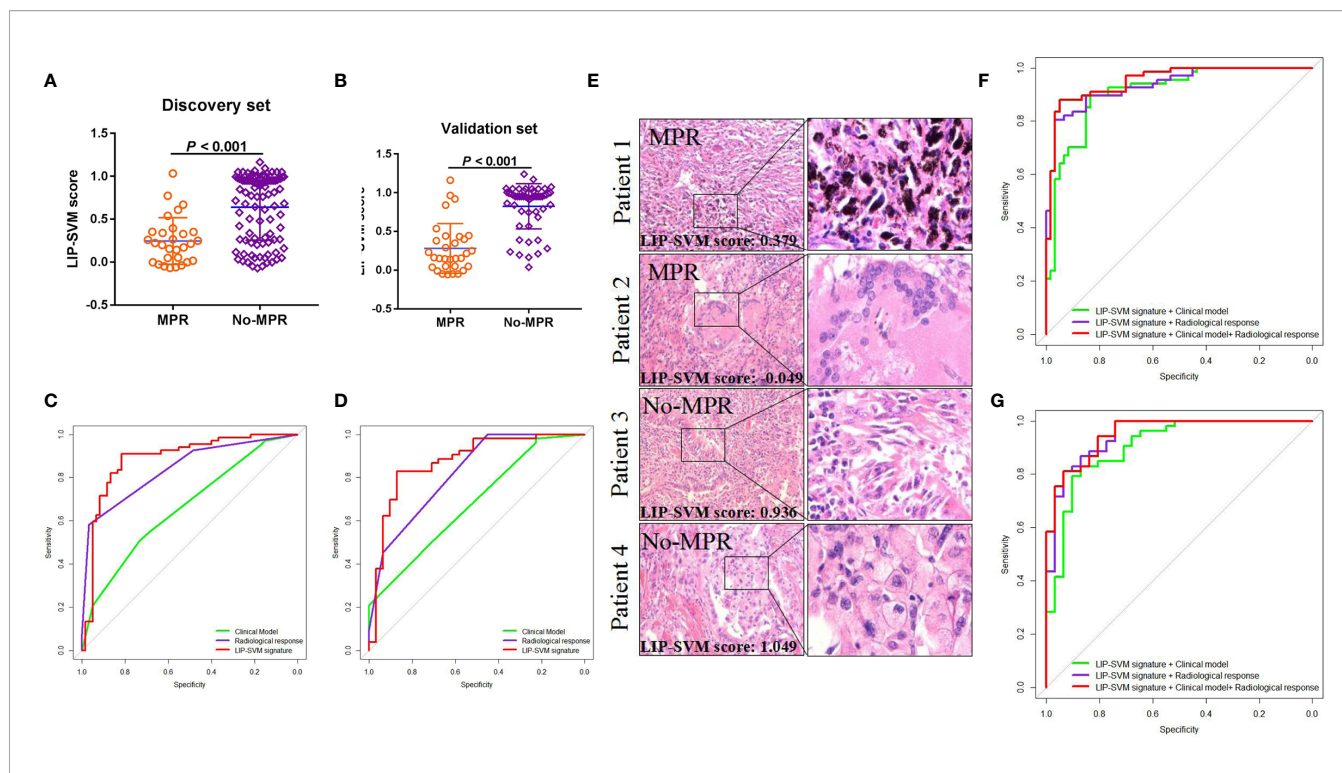 A
Discovery set
P < 0.001
LIP-SVM score
1.5
1.0
0.5
0.0
-0.5
MPR
No-MPR
B
Validation set
P < 0.001
LIP-SVM score
1.5
1.0
0.5
0.0
-0.5
MPR
No-MPR
C
Sensitivity
1.0
0.8
0.6
0.4
0.2
0.0
Clinical Model
Radiological response
LIP-SVM signature
1.0 0.8 0.6 0.4 0.2 0.0
Specificity
D
Sensitivity
1.0
0.8
0.6
0.4
0.2
0.0
Clinical Model
Radiological response
LIP-SVM signature
1.0 0.8 0.6 0.4 0.2 0.0
Specificity
E
Patient 1
MPR
LIP-SVM score: 0.379
Patient 2
MPR
LIP-SVM score: -0.049
Patient 3
No-MPR
LIP-SVM score: 0.936
Patient 4
No-MPR
LIP-SVM score: 1.049
F
Sensitivity
1.0
0.8
0.6
0.4
0.2
0.0
LIP-SVM signature + Clinical model
LIP-SVM signature + Radiological response
LIP-SVM signature + Clinical model+ Radiological response
1.0 0.8 0.6 0.4 0.2 0.0
Specificity
G
Sensitivity
1.0
0.8
0.6
0.4
0.2
0.0
LIP-SVM signature + Clinical model
LIP-SVM signature + Radiological response
LIP-SVM signature + Clinical model+ Radiological response
1.0 0.8 0.6 0.4 0.2 0.0
Specificity